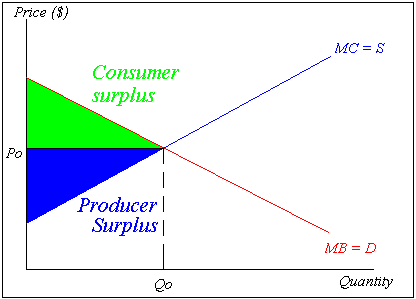 Price ($)
MC = S
Consumer
surplus
Po
Producer
Surplus
MB = D
Qo
Quantity